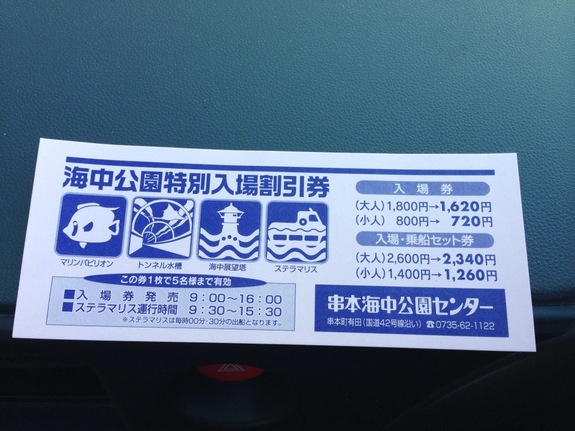 海中公園特別入場割引券
マリンパビリオン
トンネル水槽
海中展望塔
ステラマリス
この券1枚で5名様まで有効
■入場券発売 9:00～16:00
■ステラマリス運行時間 9:30～15:30
※ステラマリスは毎時00分・30分の出船となります。
入場券
(大人)1,800円→1,620円
(小人) 800円→ 720円
入場・乗船セット券
(大人)2,600円→2,340円
(小人)1,400円→1,260円
串本海中公園センター
串本町有田(国道42号線沿い) ☎0735-62-1122